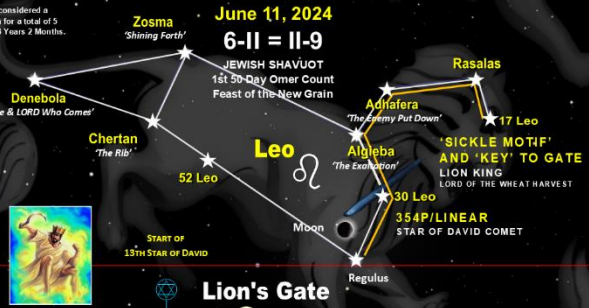 considered a
for a total of 5
Years 2 Months.
June 11, 2024
6-II = II-9
JEWISH SHAVUOT
1st 50 Day Omer Count
Feast of the New Grain
Zosma
'Shining Forth'
Rasalas
Denebola
& LORD Who Comes'
Adhafera
'The Enemy Put Down'
17 Leo
Chertan
'The Rib'
Leo
Algieba
'The Exaltation'
'SICKLE MOTIF'
AND 'KEY' TO GATE
LION KING
LORD OF THE WHEAT HARVEST
52 Leo
30 Leo
354P/LINEAR
STAR OF DAVID COMET
Moon
START OF
13TH STAR OF DAVID
Regulus
Lion's Gate